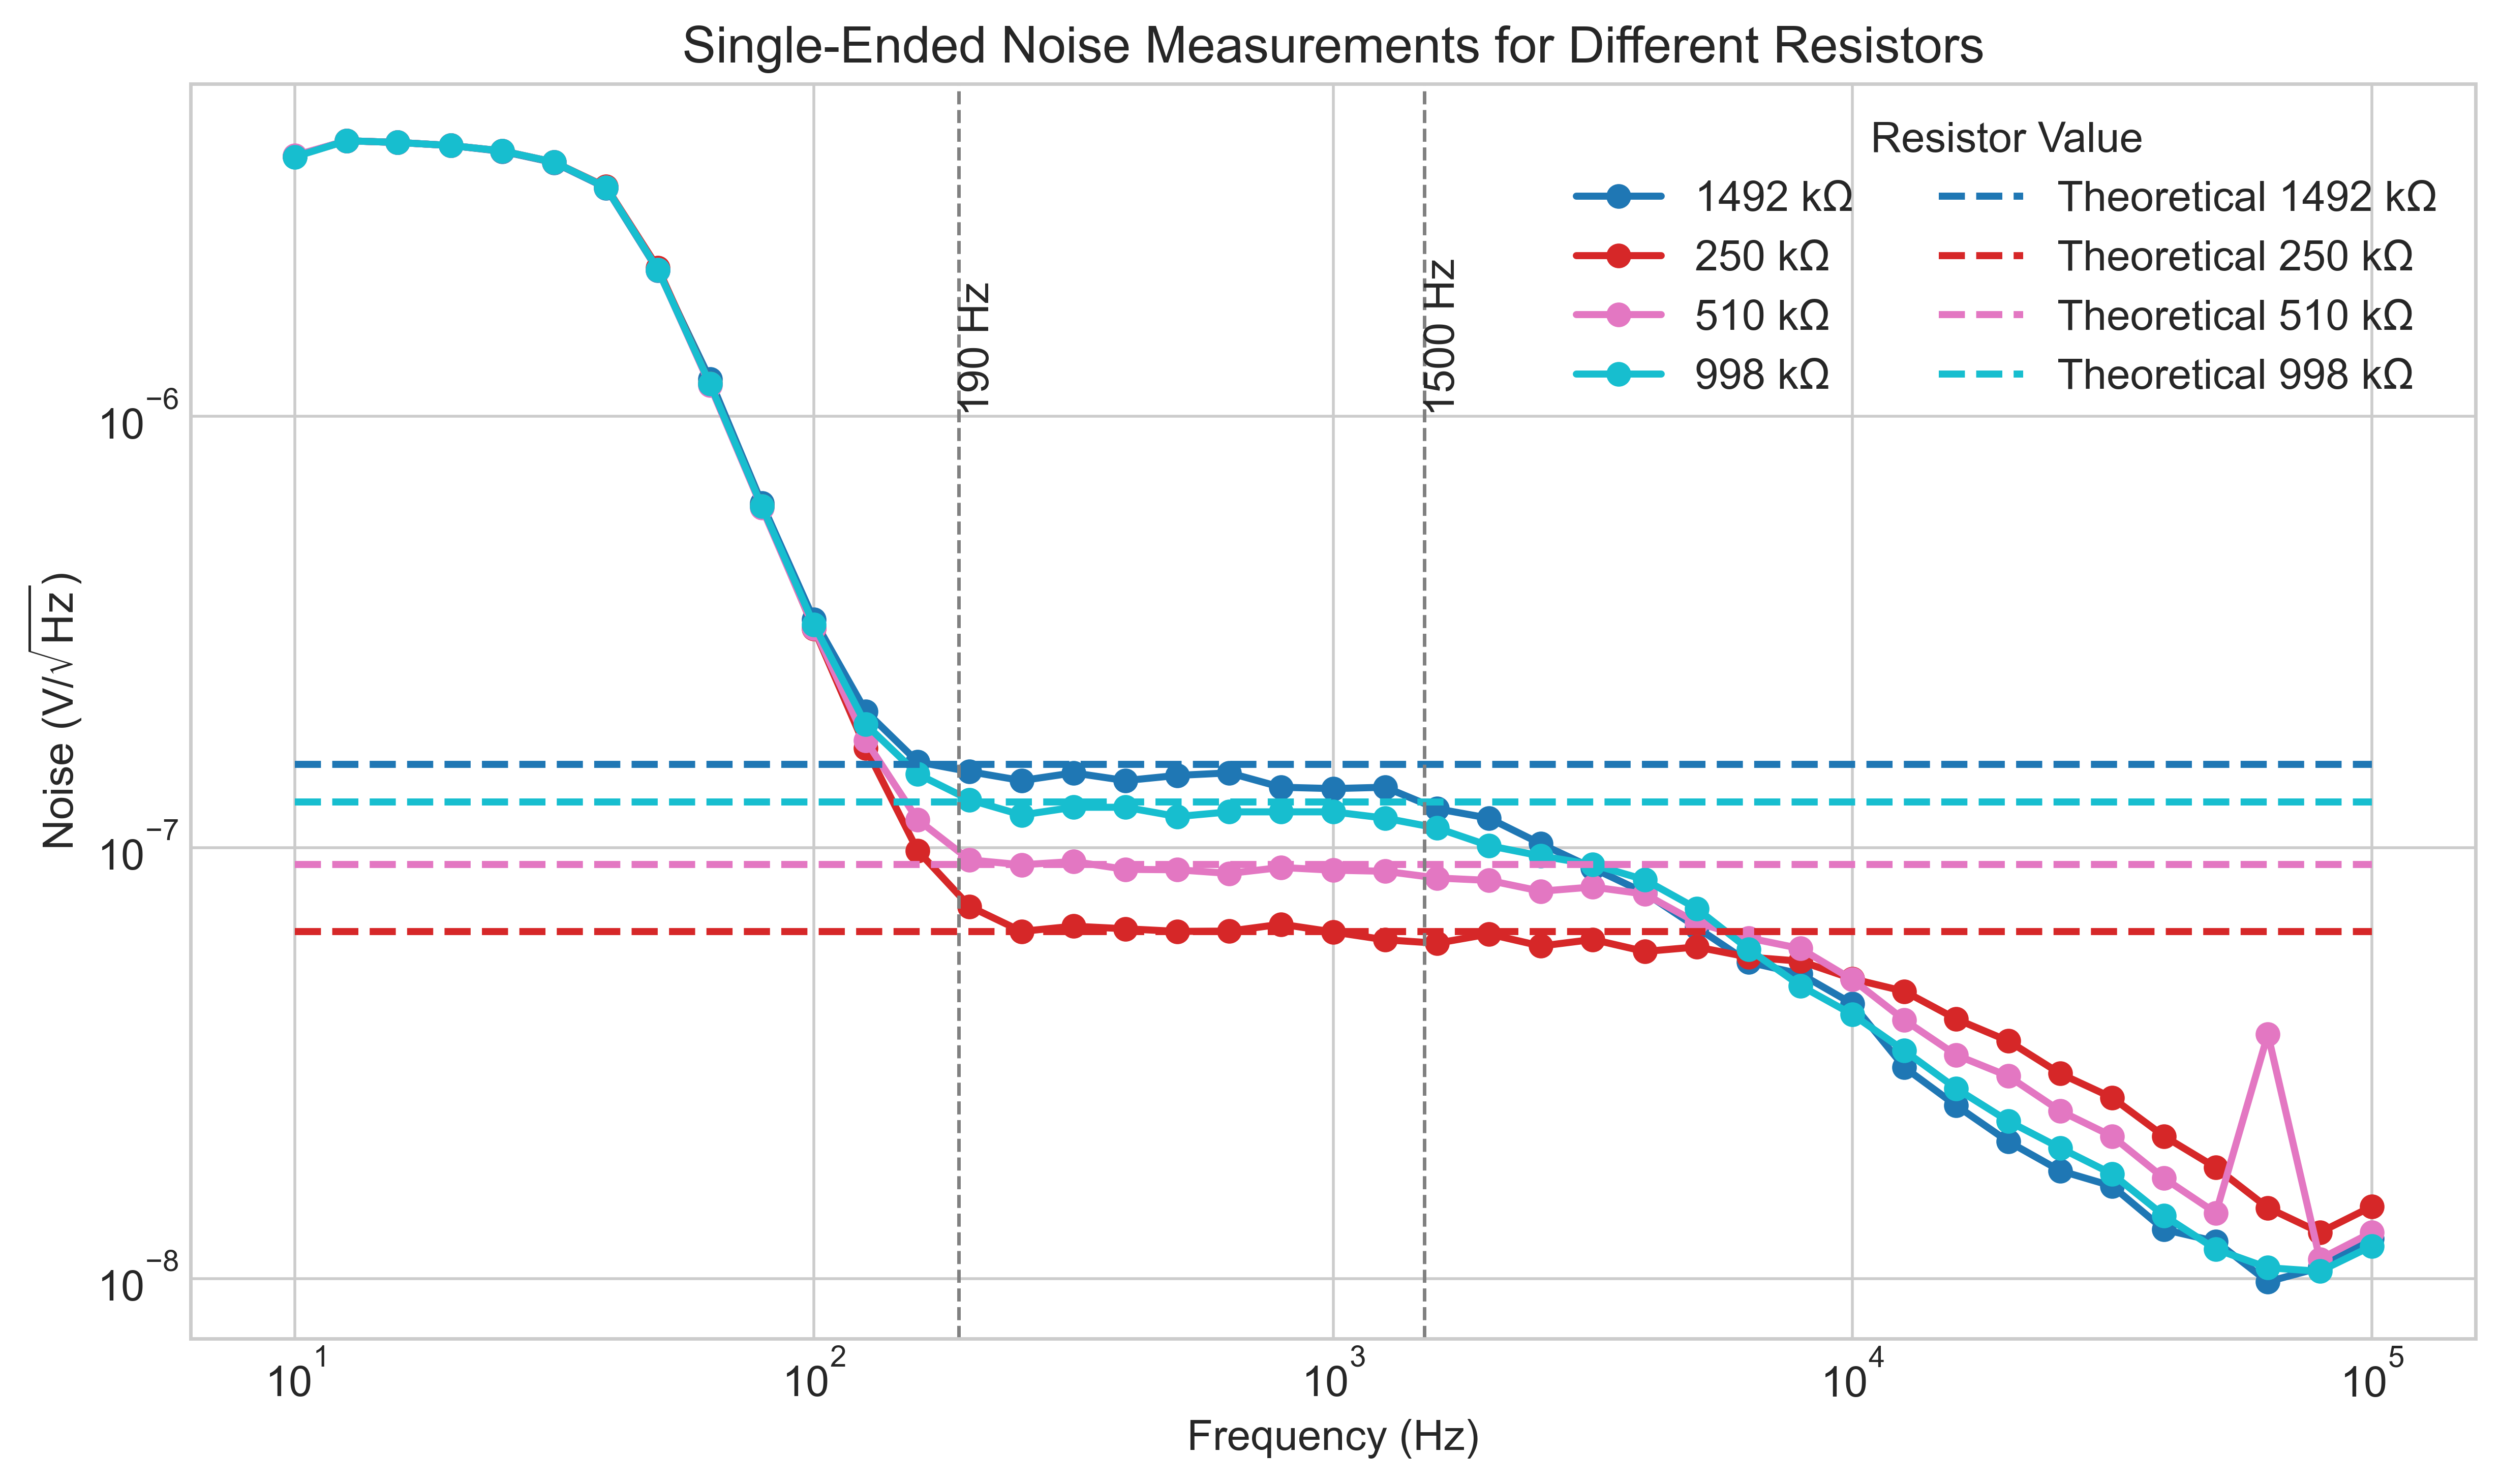 Single-Ended Noise Measurements for Different Resistors
Resistor Value
1492 kΩ
250 kΩ
510 kΩ
998 kΩ
Theoretical 1492 kΩ
Theoretical 250 kΩ
Theoretical 510 kΩ
Theoretical 998 kΩ
190 Hz
1500 Hz
Noise (V/√Hz)
10⁻⁶
10⁻⁷
10⁻⁸
10¹
10²
10³
10⁴
10⁵
Frequency (Hz)